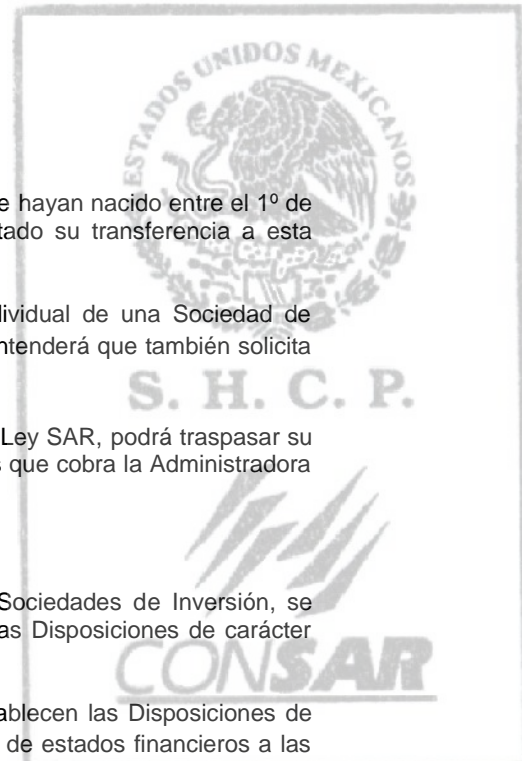 ESTADOS UNIDOS MEXICANOS
e hayan nacido entre el 1º de
tado su transferencia a esta
dividual de una Sociedad de
ntenderá que también solicita
S. H. C. P.
Ley SAR, podrá traspasar su
s que cobra la Administradora
Sociedades de Inversión, se
as Disposiciones de carácter
CONSAR
ablecen las Disposiciones de
de estados financieros a las